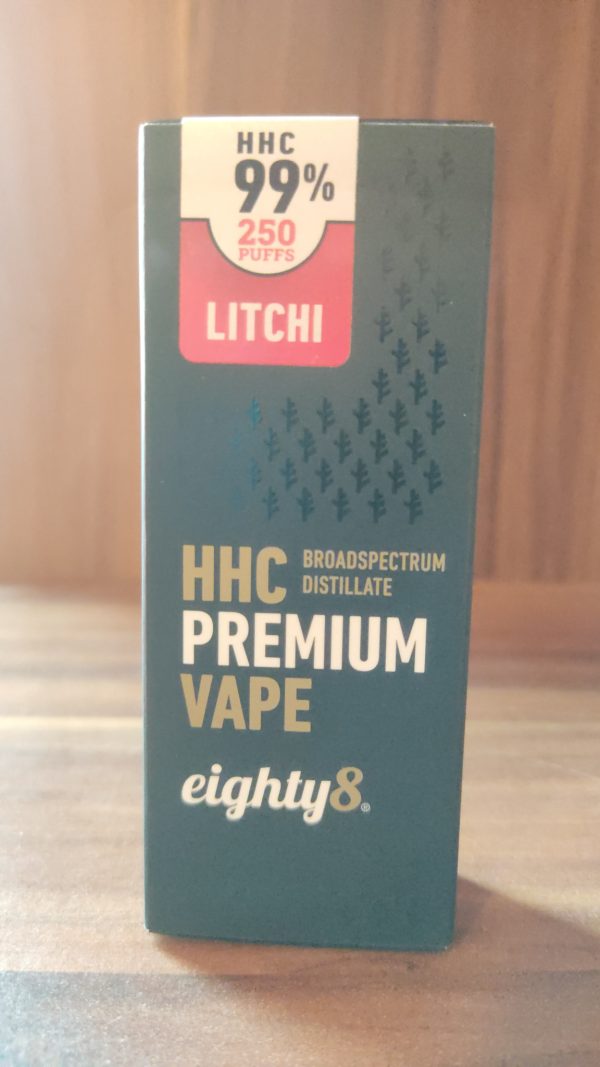 HHC
99%
250
PUFFS
LITCHI
HHC BROADSPECTRUM
DISTILLATE
PREMIUM
VAPE
eighty8®